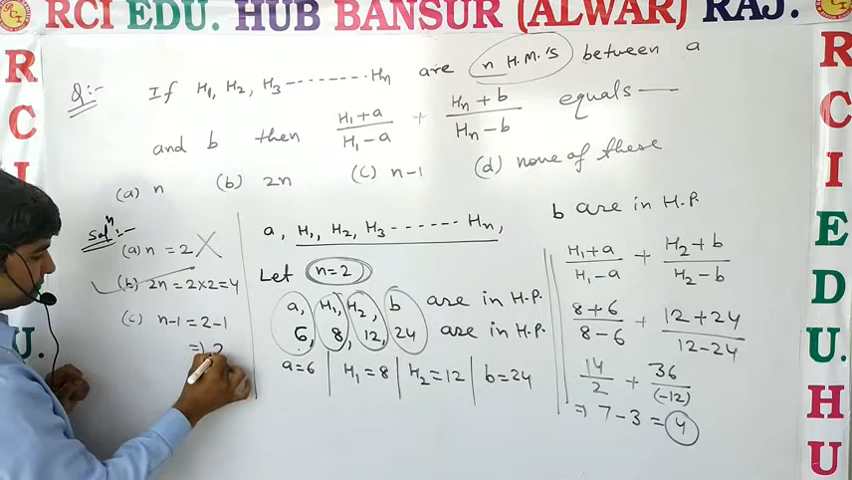 RCI EDU. HUB BANSUR (ALWAR) RAJ.
R
C
I
U.
R
C
I
E
D
U.
H
U
Q:- If H₁, H₂, H₃ -------- Hn are n H.M.'s between a
and b then (H₁+a)/(H₁-a) + (Hn+b)/(Hn-b) equals ——
(a) n (b) 2n (C) n-1 (d) none of these
Solⁿ:-
(a) n = 2 X
(b) 2n = 2×2=4
(c) n-1 = 2-1
=1
a, H₁, H₂, H₃ ------ Hn, b are in H.P.
Let n=2
a, H₁, H₂, b are in H.P.
6, 8, 12, 24 are in H.P.
a=6 | H₁=8 | H₂=12 | b=24
(H₁+a)/(H₁-a) + (H₂+b)/(H₂-b)
(8+6)/(8-6) + (12+24)/(12-24)
14/2 + 36/(-12)
⇒ 7-3 = 4